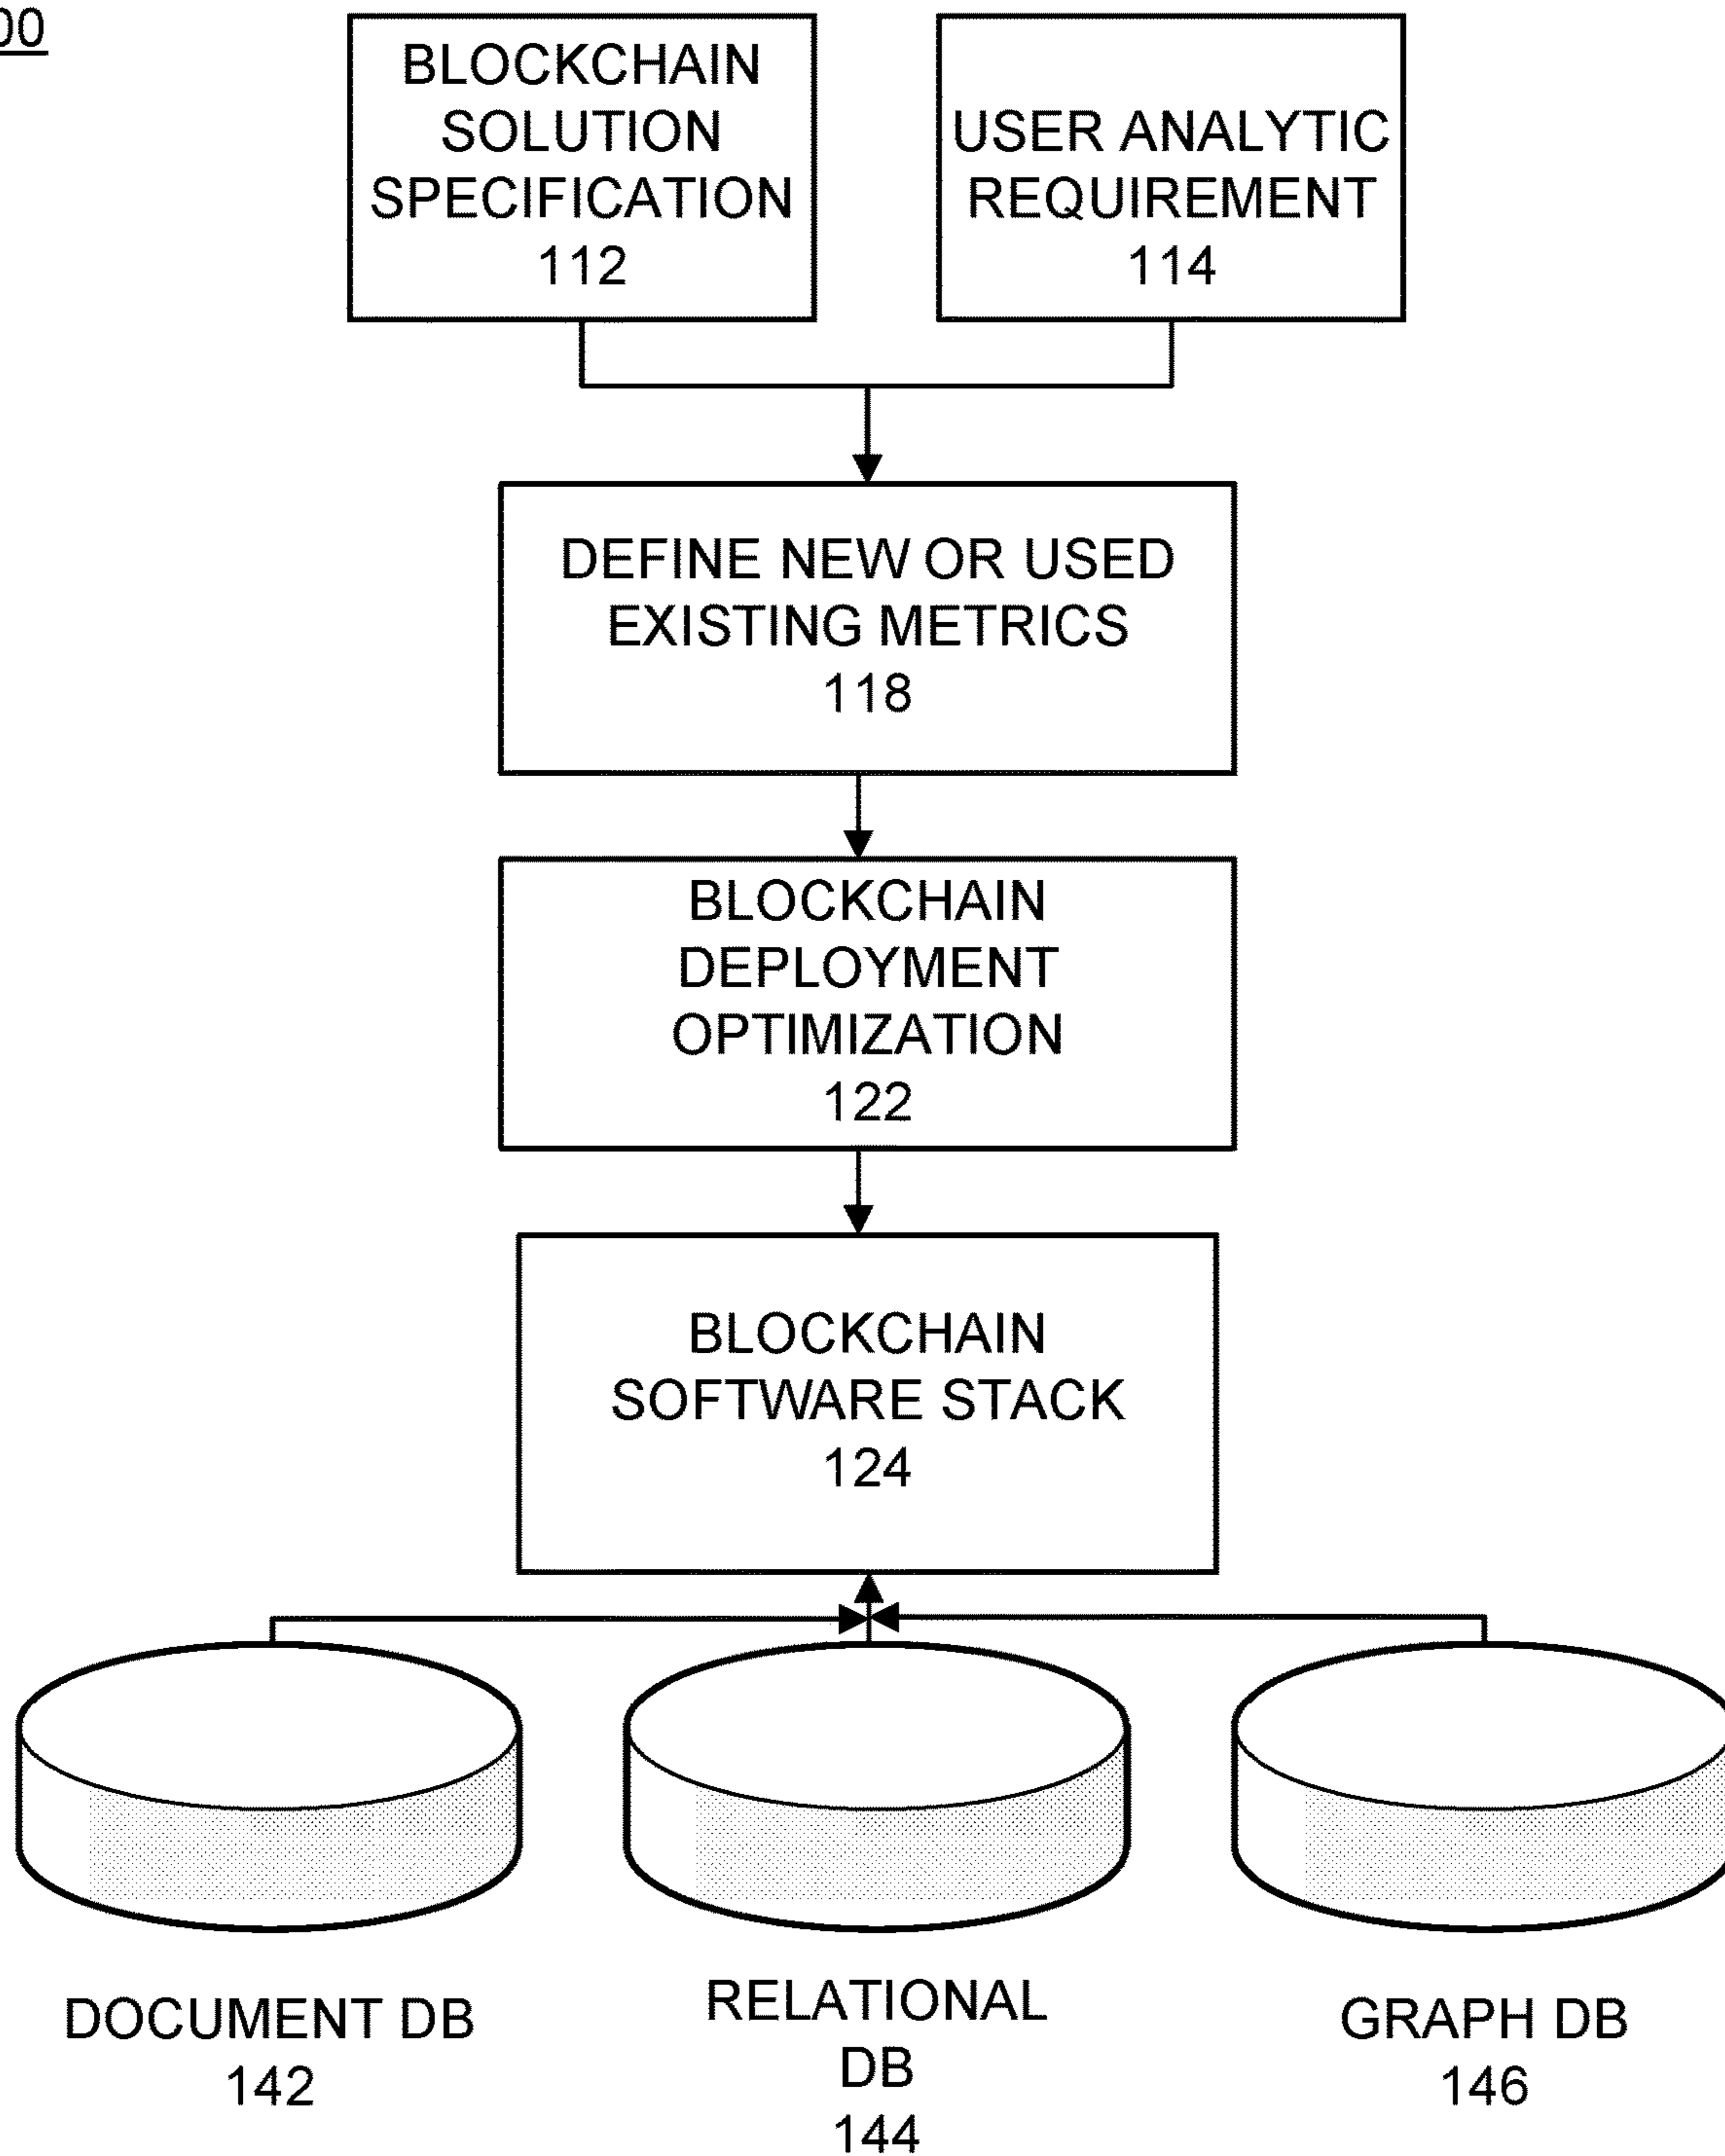 00
BLOCKCHAIN
SOLUTION
SPECIFICATION
112
USER ANALYTIC
REQUIREMENT
114
DEFINE NEW OR USED
EXISTING METRICS
118
BLOCKCHAIN
DEPLOYMENT
OPTIMIZATION
122
BLOCKCHAIN
SOFTWARE STACK
124
DOCUMENT DB
142
RELATIONAL
DB
144
GRAPH DB
146